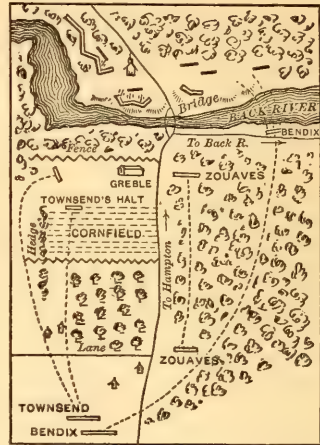 Bridge
BACK RIVER
BENDIX
Fence
To Back R.
GREBLE
ZOUAVES
TOWNSEND'S HALT
Hedge
CORNFIELD
To Hampton
Lane
ZOUAVES
TOWNSEND
BENDIX